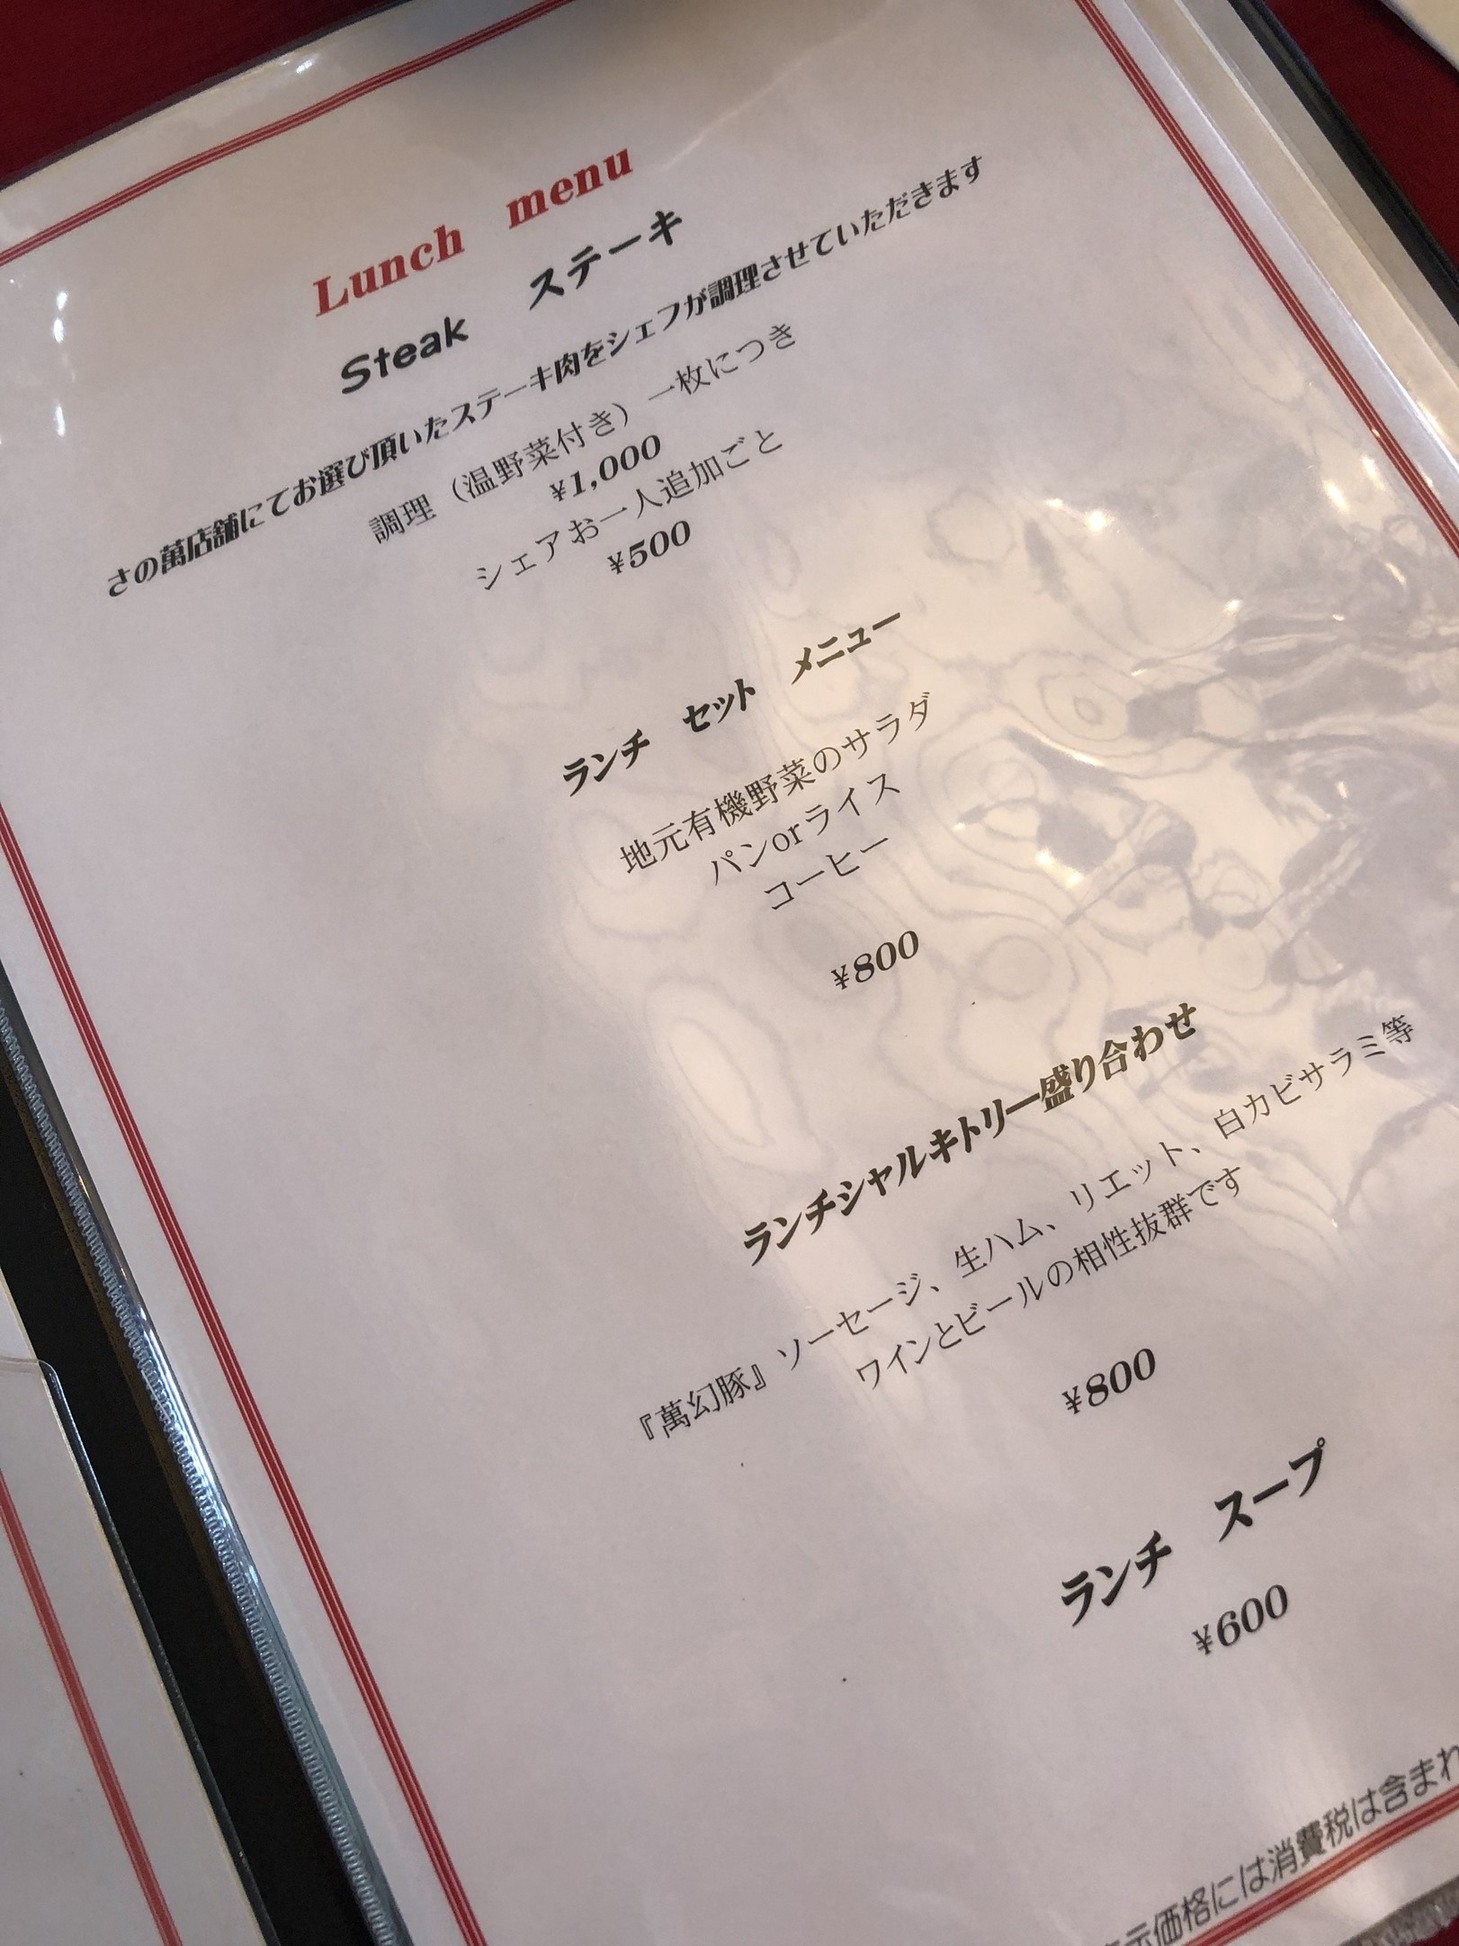 Lunch menu
Steak ステーキ
さの萬店舗にてお選び頂いたステーキ肉をシェフが調理させていただきます
調理（温野菜付き）一枚につき
¥1,000
シェアお一人追加ごと
¥500
ランチ セット メニュー
地元有機野菜のサラダ
パンorライス
コーヒー
¥800
ランチシャルキトリー盛り合わせ
『萬幻豚』ソーセージ、生ハム、リエット、白カビサラミ等
ワインとビールの相性抜群です
¥800
ランチ スープ
¥600
示価格には消費税は含まれ